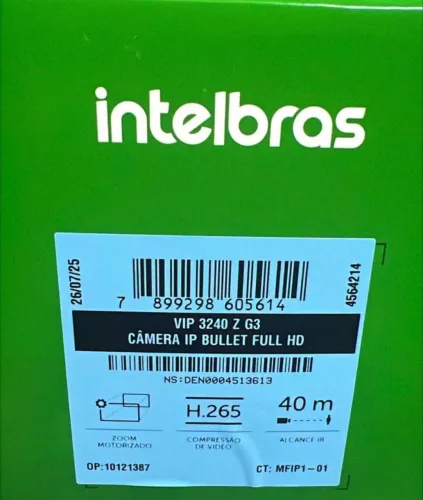 intelbras
26/07/25
7 899298 605614
4564214
VIP 3240 Z G3
CÂMERA IP BULLET FULL HD
NS:DEN0004513613
H.265
40 m
ZOOM MOTORIZADO
COMPRESSÃO DE VÍDEO
ALCANCE IR
OP:10121387
CT: MFIP1-01